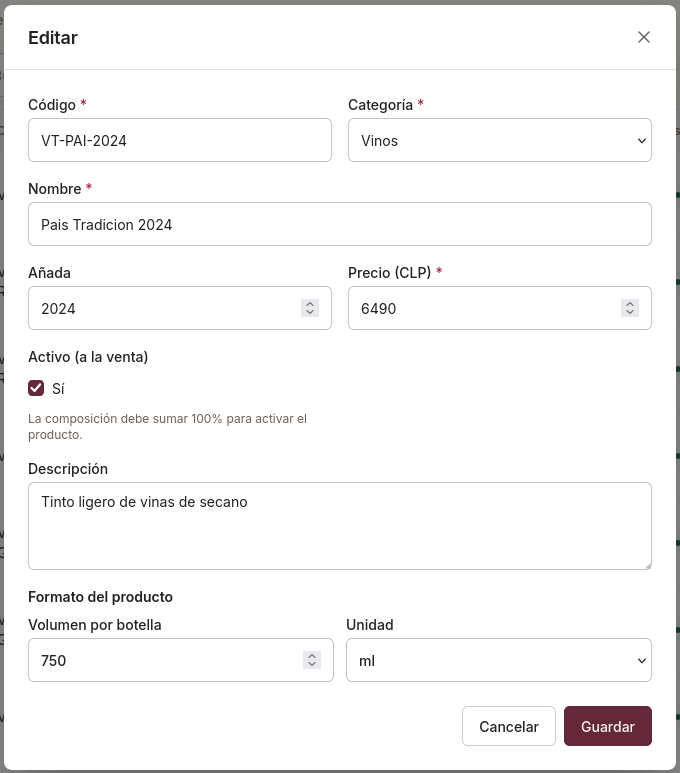 Editar
Código *
Categoría *
VT-PAI-2024
Vinos
Nombre *
Pais Tradicion 2024
Añada
Precio (CLP) *
2024
6490
Activo (a la venta)
Sí
La composición debe sumar 100% para activar el
producto.
Descripción
Tinto ligero de vinas de secano
Formato del producto
Volumen por botella
Unidad
750
ml
Cancelar
Guardar